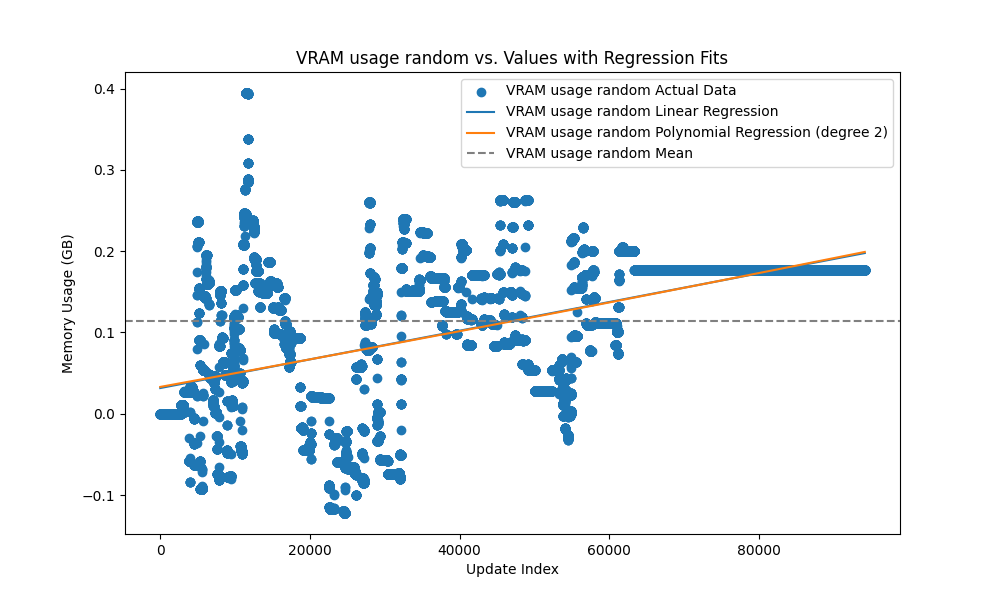 VRAM usage random vs. Values with Regression Fits
VRAM usage random Actual Data
VRAM usage random Linear Regression
VRAM usage random Polynomial Regression (degree 2)
VRAM usage random Mean
0.4
0.3
0.2
0.1
0.0
−0.1
Memory Usage (GB)
0 20000 40000 60000 80000
Update Index